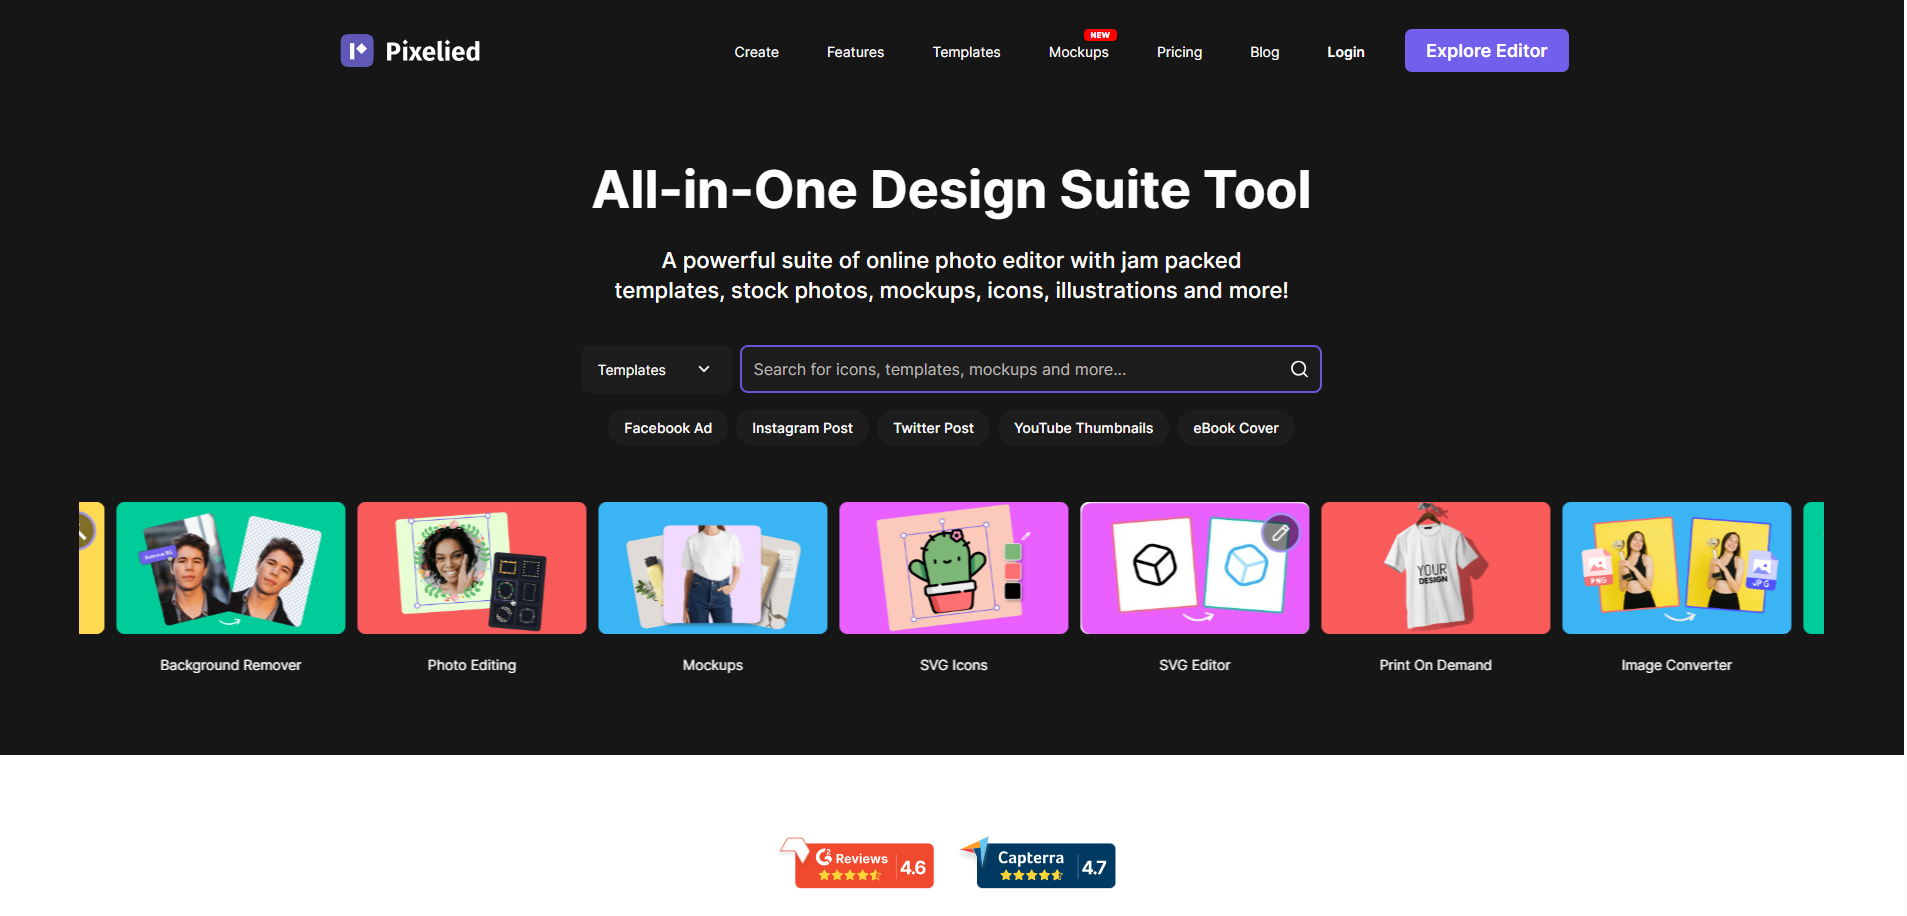 Pixelied
Create
Features
Templates
NEW
Mockups
Pricing
Blog
Login
Explore Editor
All-in-One Design Suite Tool
A powerful suite of online photo editor with jam packed
templates, stock photos, mockups, icons, illustrations and more!
Templates
Search for icons, templates, mockups and more...
Facebook Ad
Instagram Post
Twitter Post
YouTube Thumbnails
eBook Cover
Remove BG
YOUR
DESIGN
PNG
JPG
Background Remover
Photo Editing
Mockups
SVG Icons
SVG Editor
Print On Demand
Image Converter
G2 Reviews
4.6
Capterra
4.7